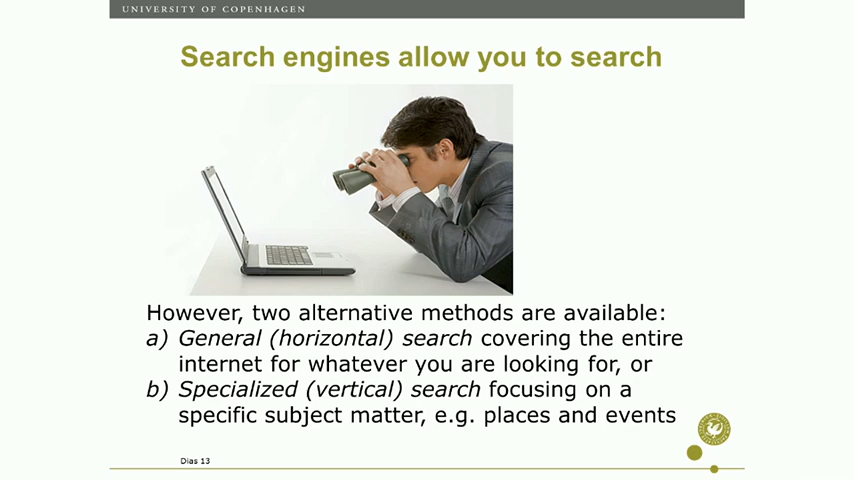 UNIVERSITY OF COPENHAGEN
Search engines allow you to search
However, two alternative methods are available:
a) General (horizontal) search covering the entire
internet for whatever you are looking for, or
b) Specialized (vertical) search focusing on a
specific subject matter, e.g. places and events
Dias 13